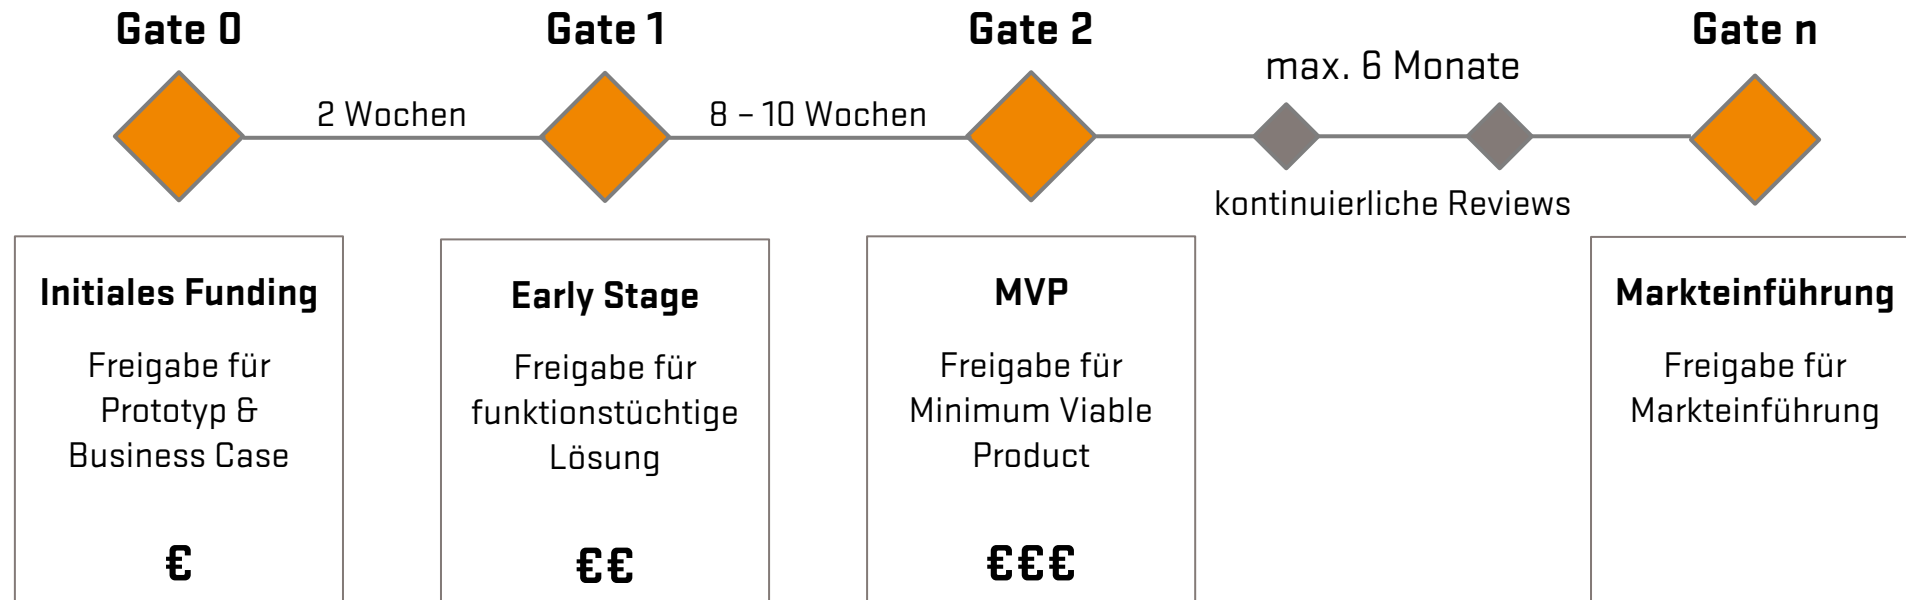 Gate 0
Gate 1
Gate 2
Gate n
2 Wochen
8 – 10 Wochen
max. 6 Monate
kontinuierliche Reviews
Initiales Funding
Freigabe für
Prototyp &
Business Case
€
Early Stage
Freigabe für
funktionstüchtige
Lösung
€€
MVP
Freigabe für
Minimum Viable
Product
€€€
Markteinführung
Freigabe für
Markteinführung